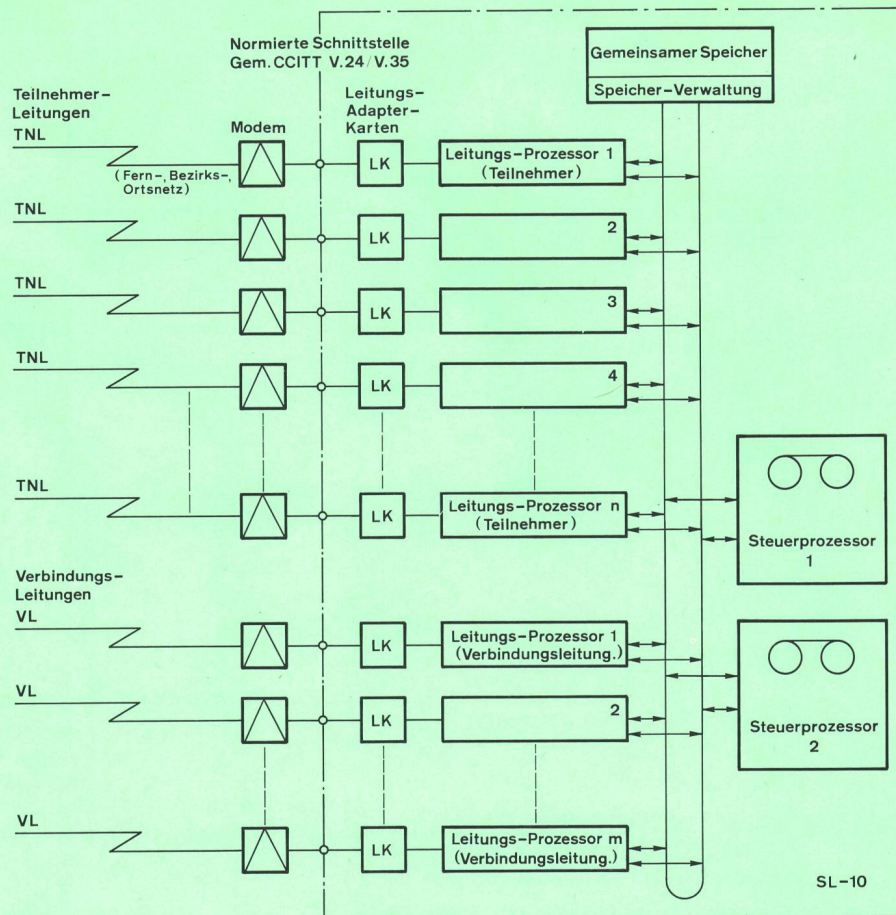 Normierte Schnittstelle
Gem. CCITT V.24/V.35
Gemeinsamer Speicher
Speicher-Verwaltung
Teilnehmer-
Leitungen
Modem
Leitungs-
Adapter-
Karten
TNL
(Fern-, Bezirks-,
Ortsnetz)
LK
Leitungs-Prozessor 1
(Teilnehmer)
TNL
LK
2
TNL
LK
3
TNL
LK
4
TNL
LK
Leitungs-Prozessor n
(Teilnehmer)
Steuerprozessor
1
Verbindungs-
Leitungen
VL
LK
Leitungs-Prozessor 1
(Verbindungsleitung.)
VL
LK
2
Steuerprozessor
2
VL
LK
Leitungs-Prozessor m
(Verbindungsleitung.)
SL-10